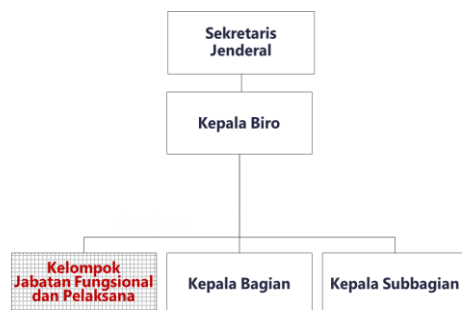 Sekretaris
Jenderal
Kepala Biro
Kelompok
Jabatan Fungsional
dan Pelaksana
Kepala Bagian
Kepala Subbagian